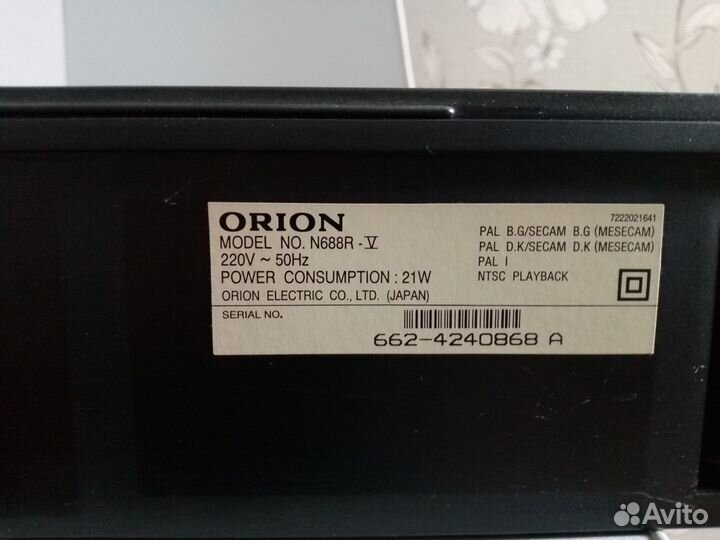 ORION
MODEL NO. N688R-V
220V ~ 50Hz
POWER CONSUMPTION : 21W
ORION ELECTRIC CO., LTD. (JAPAN)
7222021641
PAL B.G/SECAM B.G (MESECAM)
PAL D.K/SECAM D.K (MESECAM)
PAL I
NTSC PLAYBACK
SERIAL NO.
662-4240868 A
Avito